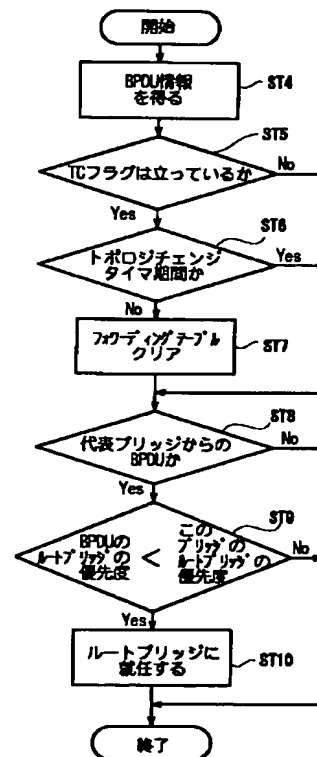 開始
BPDU情報
を得る
ST4
ST5
TCフラグは立っているか
No
Yes
ST6
トポロジチェンジ
タイマ期間か
Yes
No
フォワーディングテーブル
クリア
ST7
ST8
代表ブリッジからの
BPDUか
No
Yes
ST9
BPDUの
ルートブリッジの
優先度
<
この
ブリッジの
ルートブリッジの
優先度
No
Yes
ルートブリッジに
就任する
ST10
終了